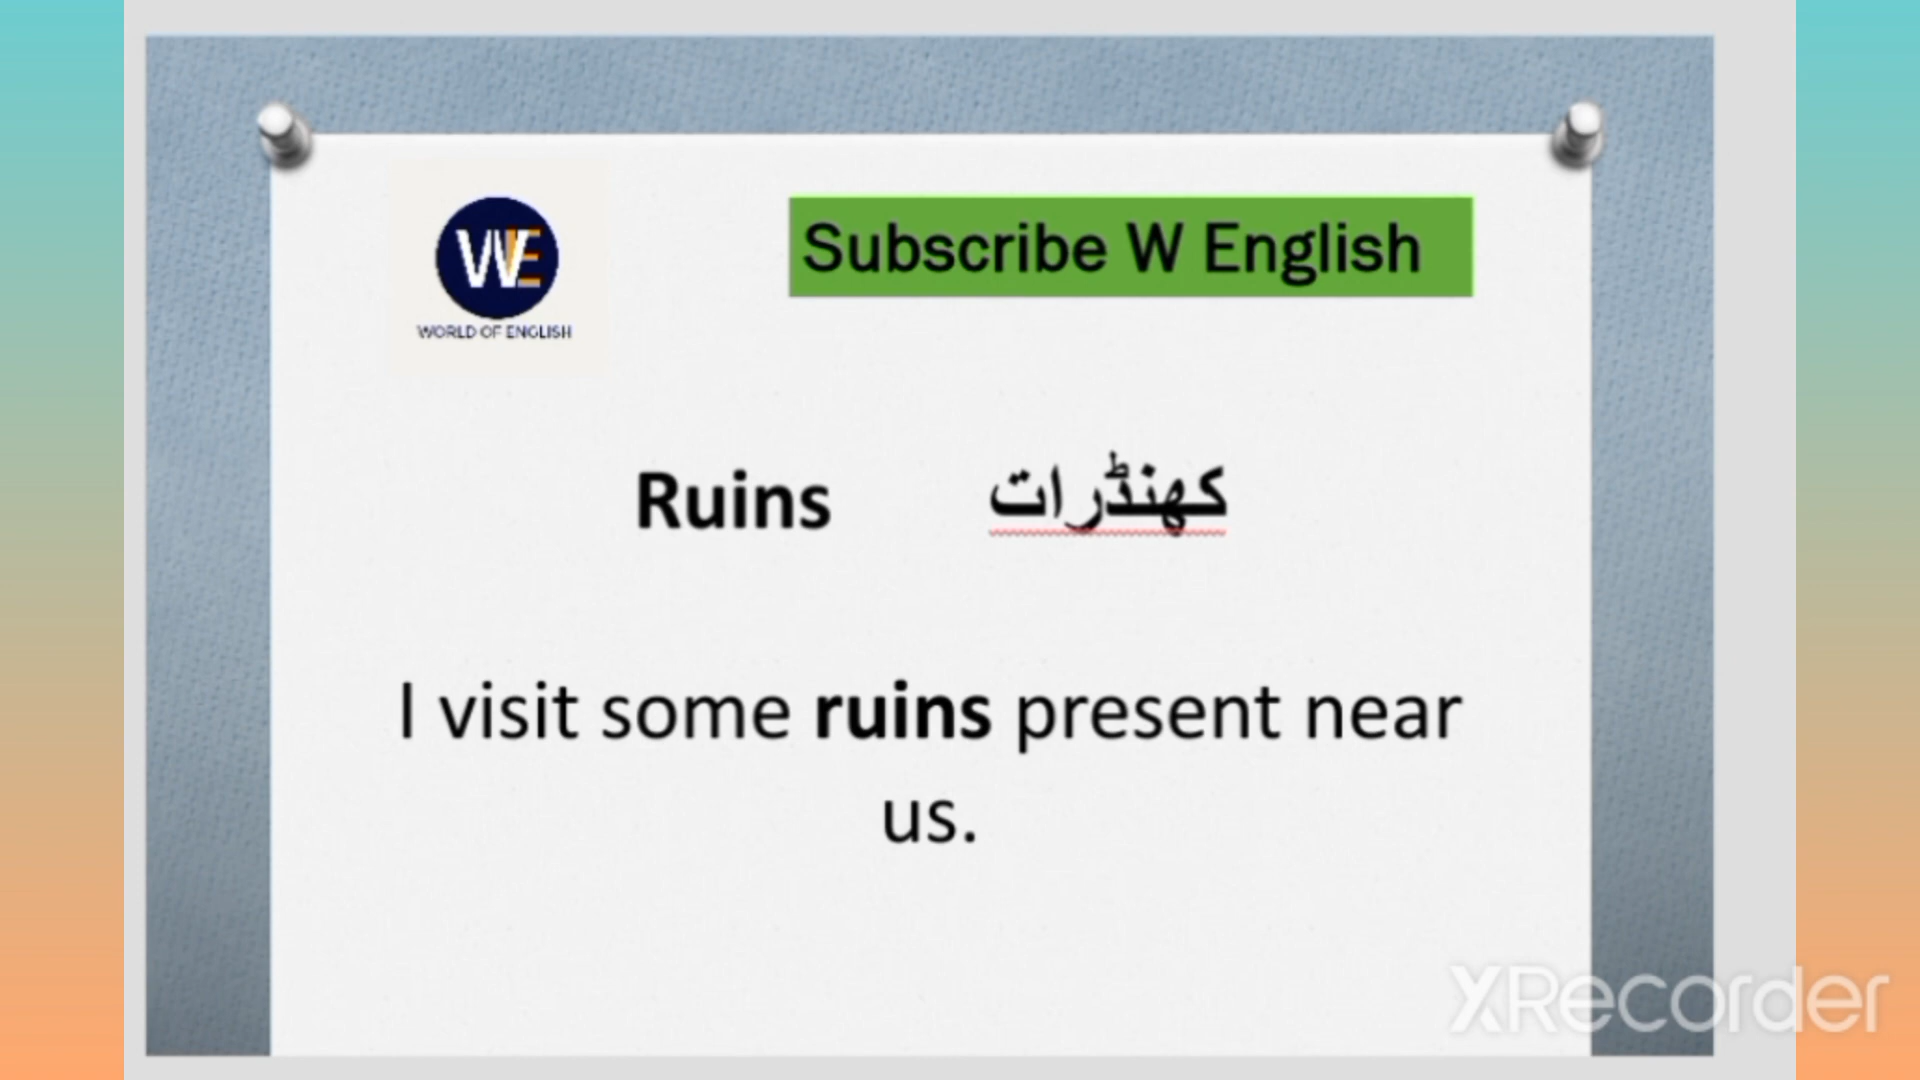 WE
WORLD OF ENGLISH
Subscribe W English
Ruins کھنڈرات
I visit some ruins present near
us.
XRecorder